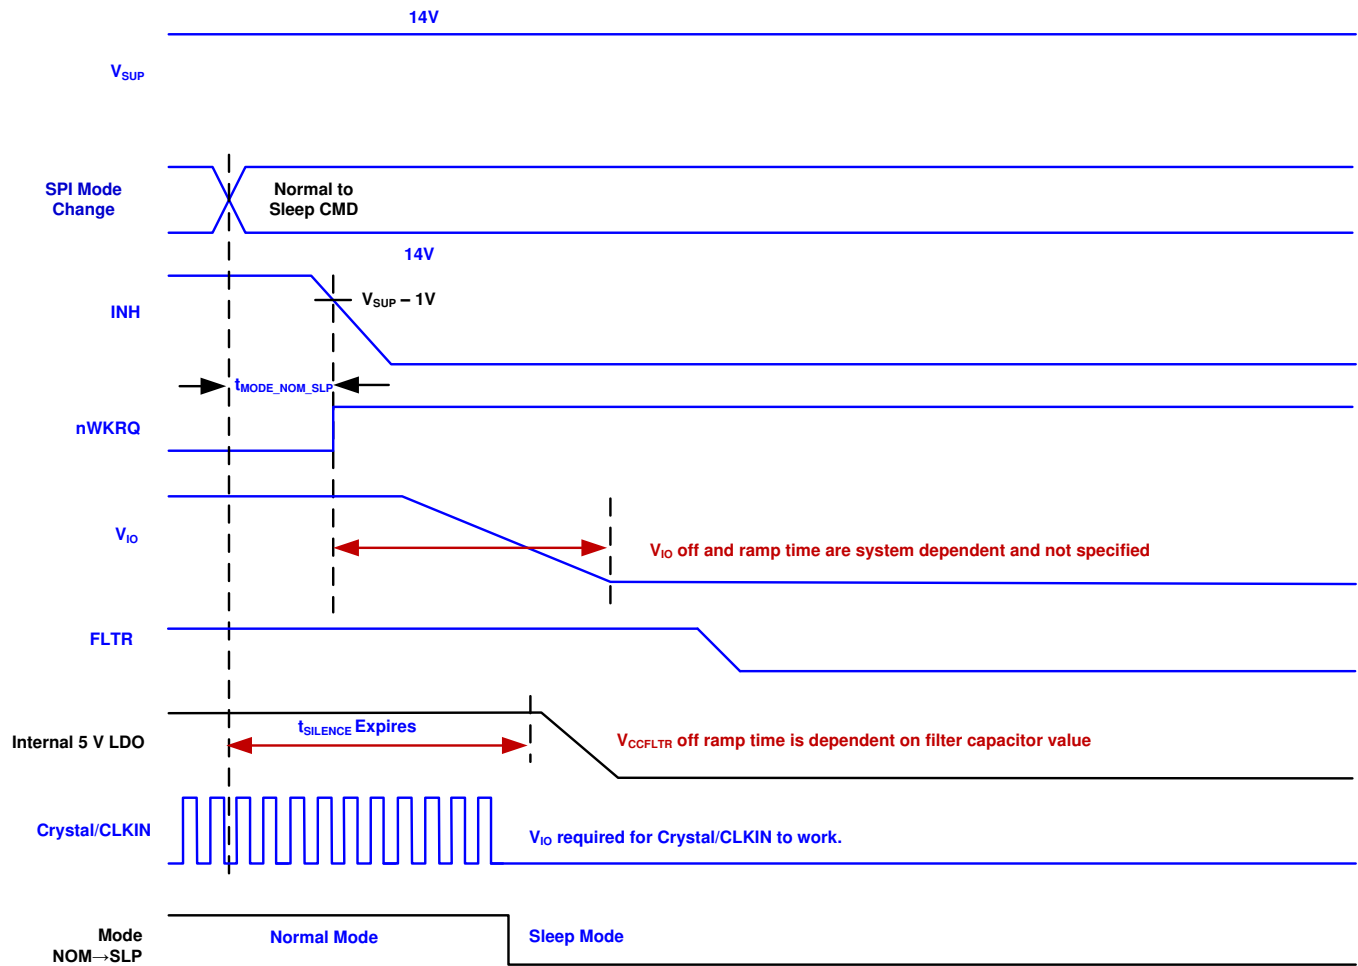 14V
VSUP
SPI Mode
Change
Normal to
Sleep CMD
14V
INH
VSUP – 1V
tMODE_NOM_SLP
nWKRQ
VIO
VIO off and ramp time are system dependent and not specified
FLTR
Internal 5 V LDO
tSILENCE Expires
VCCFLTR off ramp time is dependent on filter capacitor value
Crystal/CLKIN
VIO required for Crystal/CLKIN to work.
Mode
NOM→SLP
Normal Mode
Sleep Mode